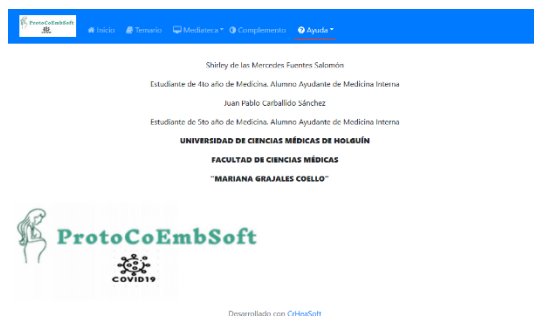 ProtoCoEmbSoft
Inicio Temario Mediateca Complemento Ayuda
Shirley de las Mercedes Fuentes Salomón
Estudiante de 4to año de Medicina. Alumno Ayudante de Medicina Interna
Juan Pablo Carballido Sánchez
Estudiante de 5to año de Medicina. Alumno Ayudante de Medicina Interna
UNIVERSIDAD DE CIENCIAS MÉDICAS DE HOLGUÍN
FACULTAD DE CIENCIAS MÉDICAS
"MARIANA GRAJALES COELLO"
ProtoCoEmbSoft
COVID19
Desarrollado con CrHeaSoft